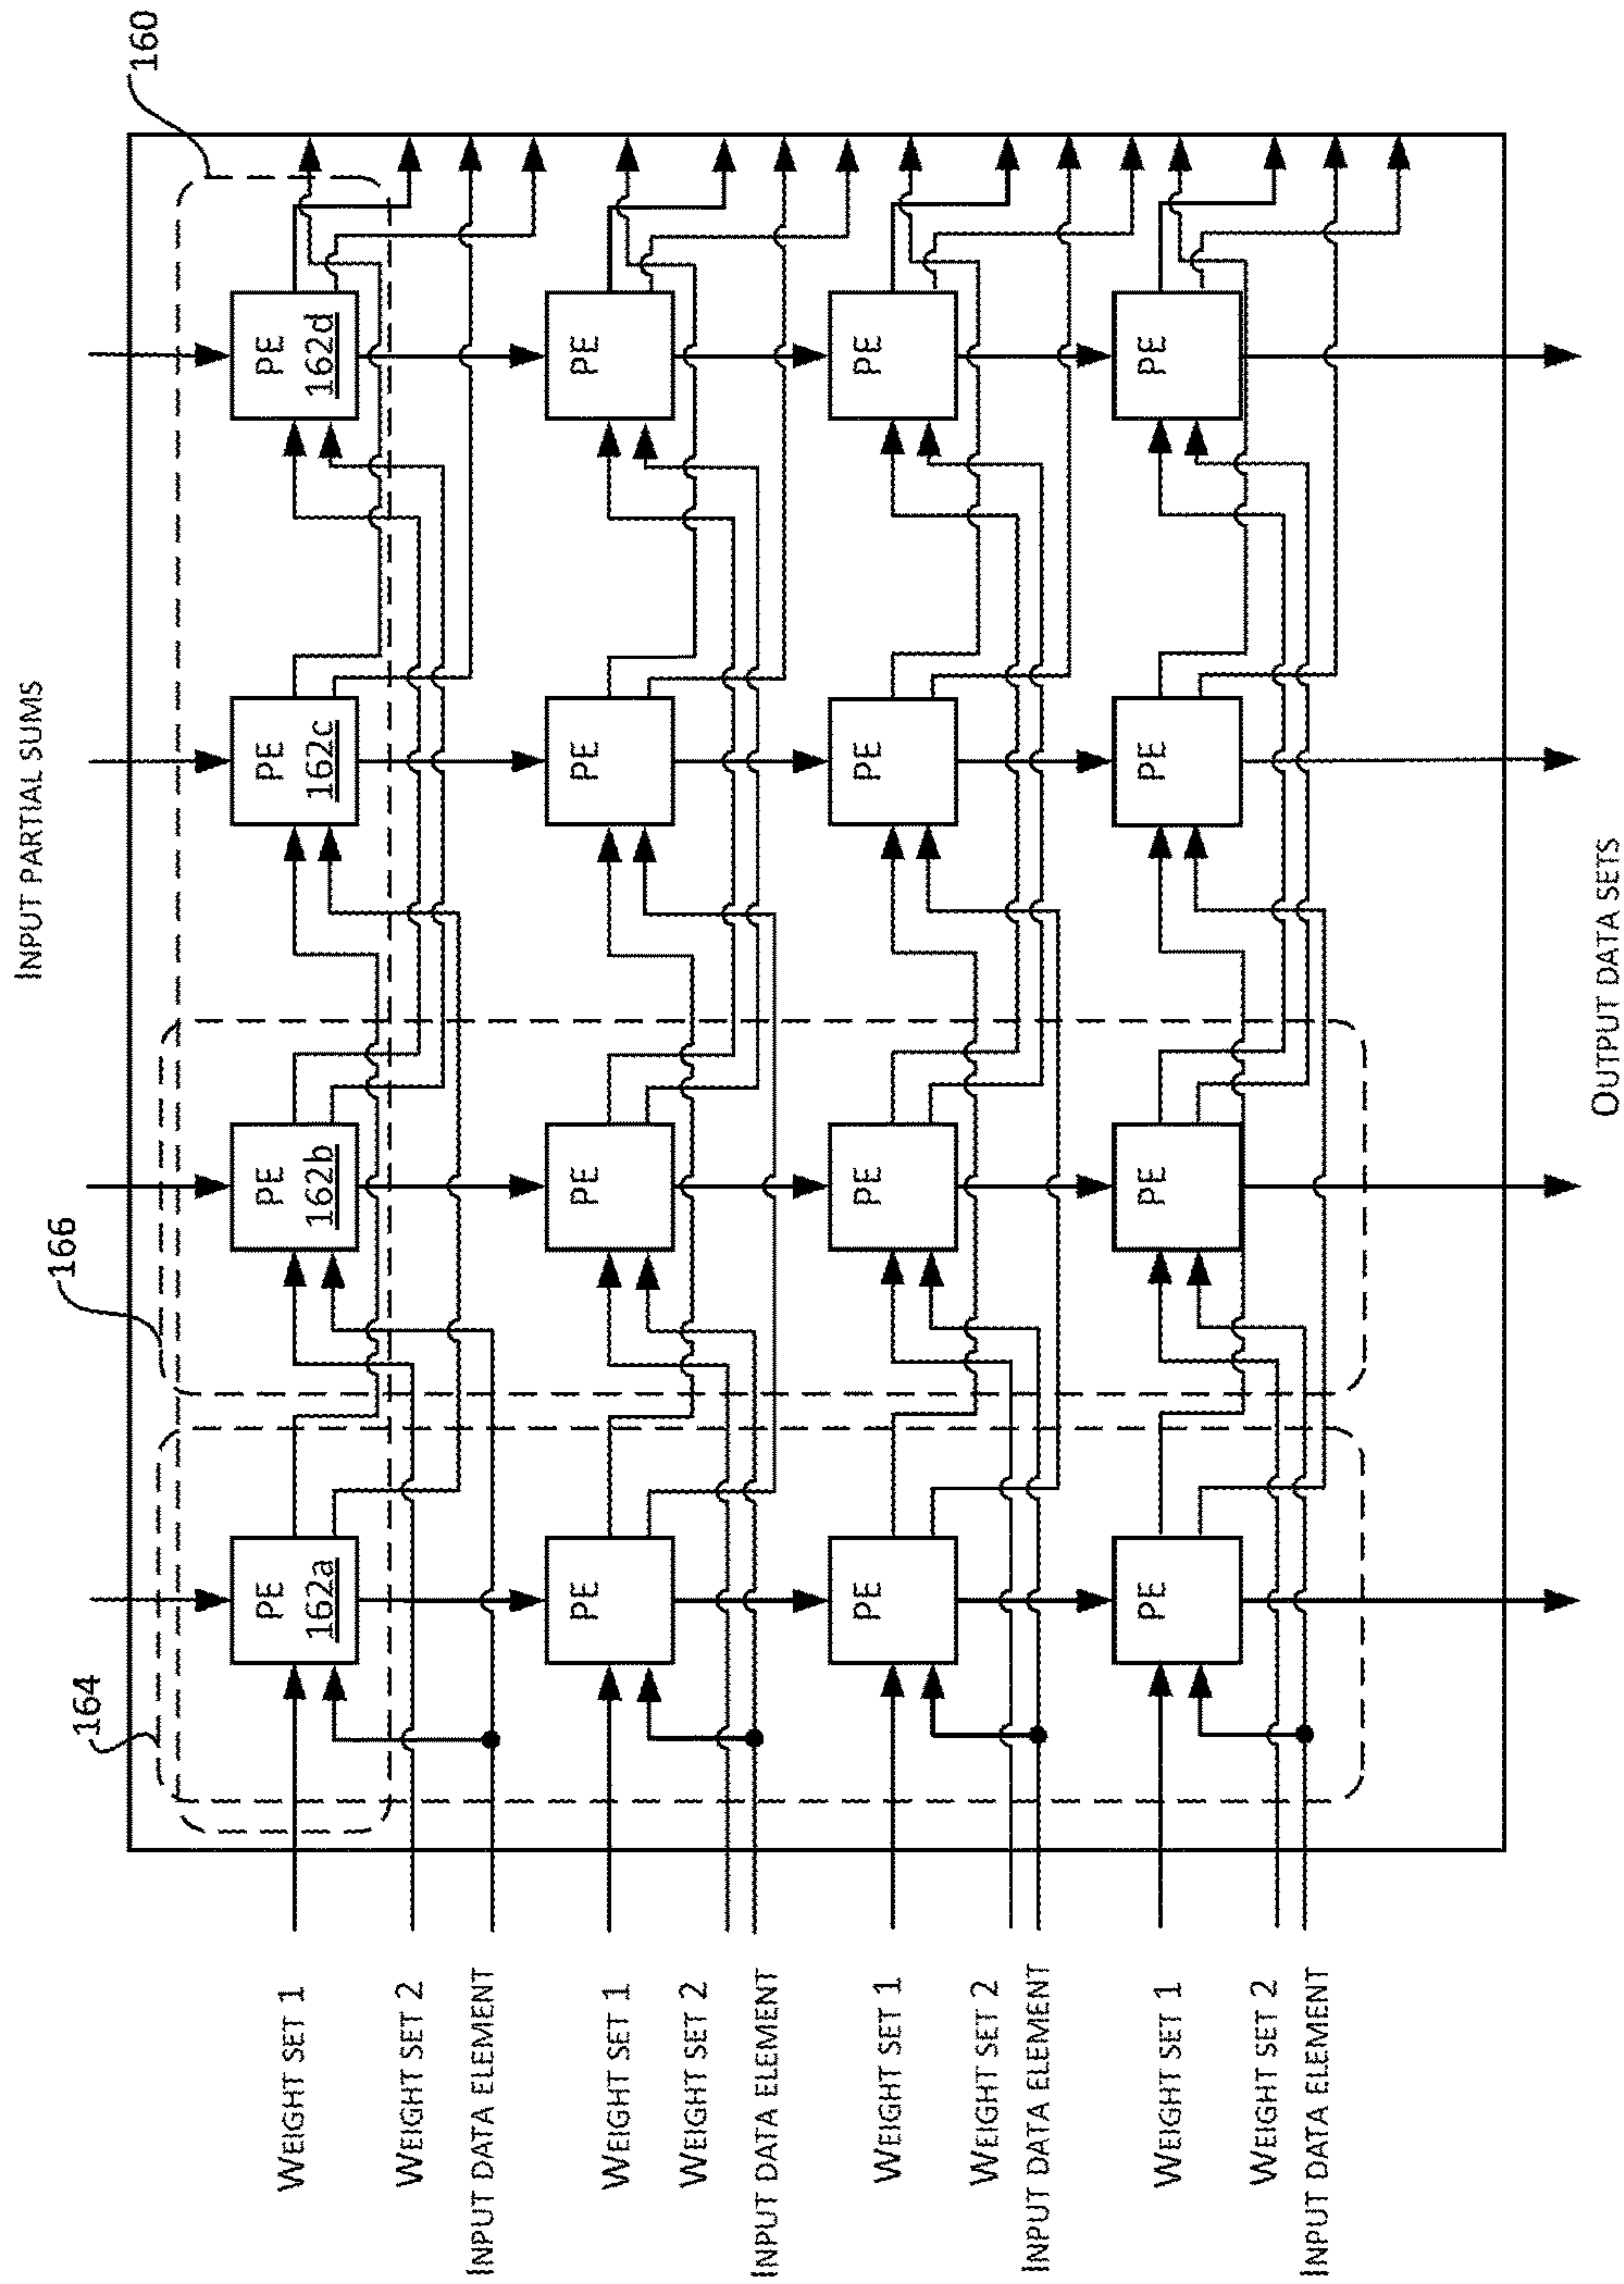 INPUT PARTIAL SUMS
164
166
160
WEIGHT SET 1
PE
162a
PE
162b
PE
162c
PE
162d
WEIGHT SET 2
INPUT DATA ELEMENT
WEIGHT SET 1
PE
PE
PE
PE
WEIGHT SET 2
INPUT DATA ELEMENT
WEIGHT SET 1
PE
PE
PE
PE
WEIGHT SET 2
INPUT DATA ELEMENT
WEIGHT SET 1
PE
PE
PE
PE
WEIGHT SET 2
INPUT DATA ELEMENT
OUTPUT DATA SETS